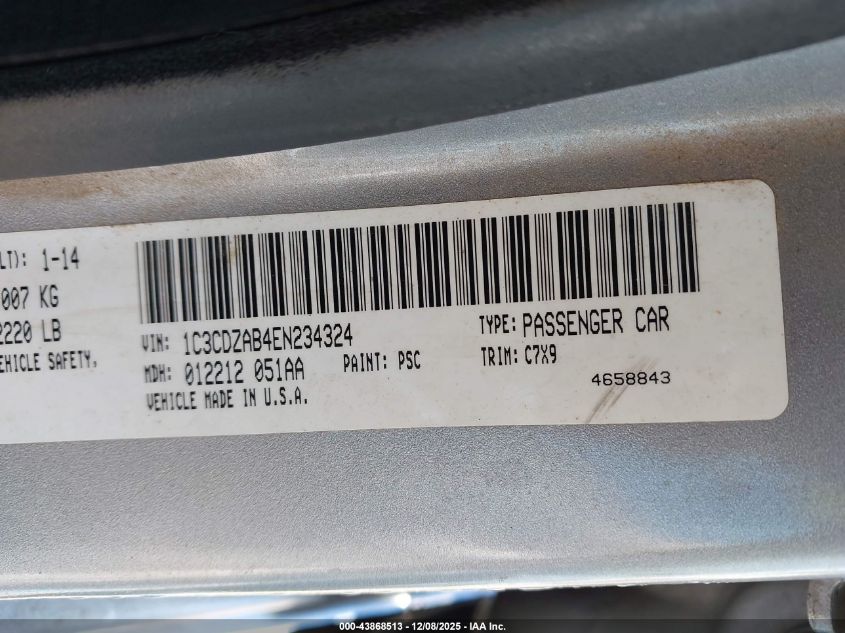 LT): 1-14
007 KG
2220 LB
EHICLE SAFETY,
VIN: 1C3CDZAB4EN234324 TYPE: PASSENGER CAR
MDH: 012212 051AA PAINT: PSC TRIM: C7X9
VEHICLE MADE IN U.S.A. 4658843
000-43868513 - 12/08/2025 - IAA Inc.